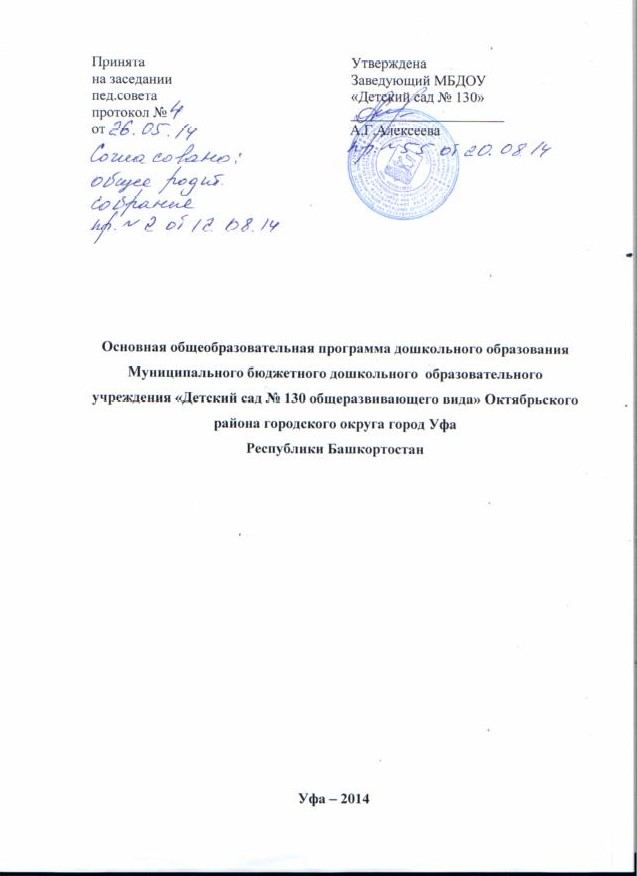 Принята
на заседании
пед.совета
протокол № 4
от 26.05.14
Согласовано:
общее родит.
собрание
пр. № 2 от 12.08.14
Утверждена
Заведующий МБДОУ
«Детский сад № 130»
А.Г.Алексеева
пр. № 455 от 20.08.14
Основная общеобразовательная программа дошкольного образования
Муниципального бюджетного дошкольного образовательного
учреждения «Детский сад № 130 общеразвивающего вида» Октябрьского
района городского округа город Уфа
Республики Башкортостан
Уфа – 2014